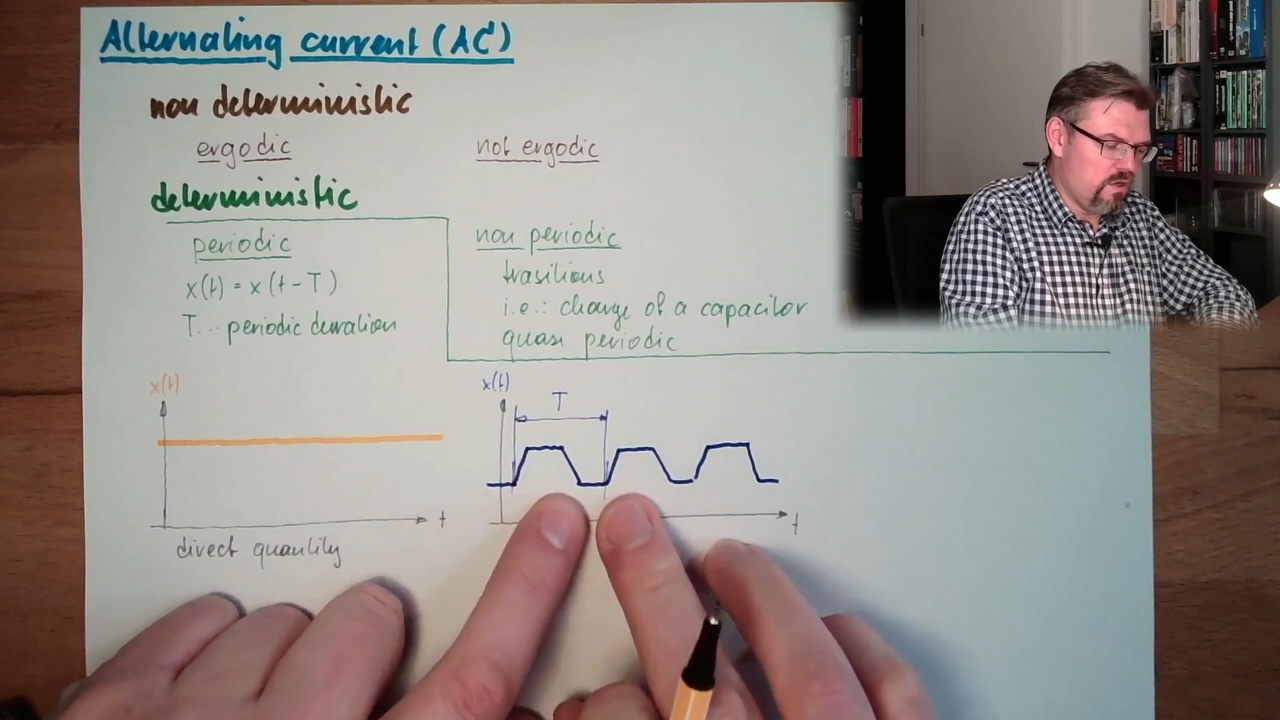 Alternating current (AC)
non deterministic
ergodic
not ergodic
deterministic
periodic
x(t) = x(t-T)
T... periodic duration
non periodic
trasitions
i.e.: charge of a capacitor
quasi periodic
x(t)
t
direct quantity
x(t)
T
t